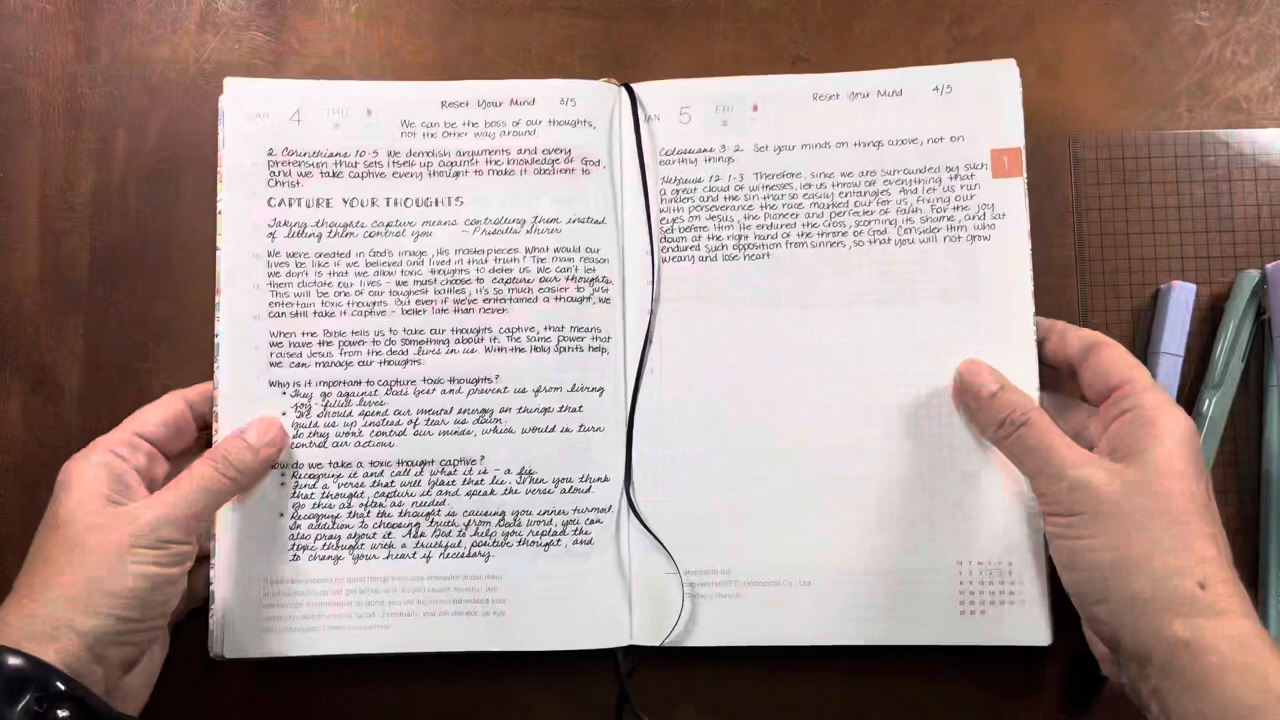 4 THU
Reset Your Mind 3/5
We can be the boss of our thoughts,
not the other way around
2 Corinthians 10:5 We demolish arguments and every
pretension that sets itself up against the knowledge of God,
and we take captive every thought to make it obedient to
Christ.
CAPTURE YOUR THOUGHTS
Taking thoughts captive means controlling them instead
of letting them control you ~ Priscilla Shirer
We were created in God's image, His masterpieces. What would our
lives be like if we believed and lived in that truth? The main reason
we don't is that we allow toxic thoughts to deter us. We can't let
them dictate our lives - we must choose to capture our thoughts.
This will be one of our toughest battles; it's so much easier to just
entertain toxic thoughts. But even if we've entertained a thought, we
can still take it captive - better late than never.
When the Bible tells us to take our thoughts captive, that means
we have the power to do something about it. The same power that
raised Jesus from the dead lives in us. With the Holy Spirit's help,
we can manage our thoughts.
Why is it important to capture toxic thoughts?
• They go against God's best and prevent us from living
joy-filled lives.
• We should spend our mental energy on things that
build us up instead of tear us down.
So they won't control our minds, which would in turn
control our actions.
How do we take a toxic thought captive?
• Recognize it and call it what it is - a lie.
• Find a verse that will blast that lie. When you think
that thought, capture it and speak the verse aloud.
Do this as often as needed.
• Recognize that the thought is causing you inner turmoil.
In addition to choosing truth from God's word, you can
also pray about it. Ask God to help you replace the
toxic thought with a truthful, positive thought, and
to change your heart if necessary.
JAN 5 FRI
Reset Your Mind 4/5
Colossians 3:2 Set your minds on things above, not on
earthly things.
1
Hebrews 12 1-3 Therefore, since we are surrounded by such
a great cloud of witnesses, let us throw off everything that
hinders and the sin that so easily entangles. And let us run
with perseverance the race marked out for us, fixing our
eyes on Jesus, the Pioneer and perfecter of faith. For the joy
set before Him He endured the cross, scorning its shame, and sat
down at the right hand of the throne of God. Consider Him who
endured such opposition from sinners, so that you will not grow
weary and lose heart